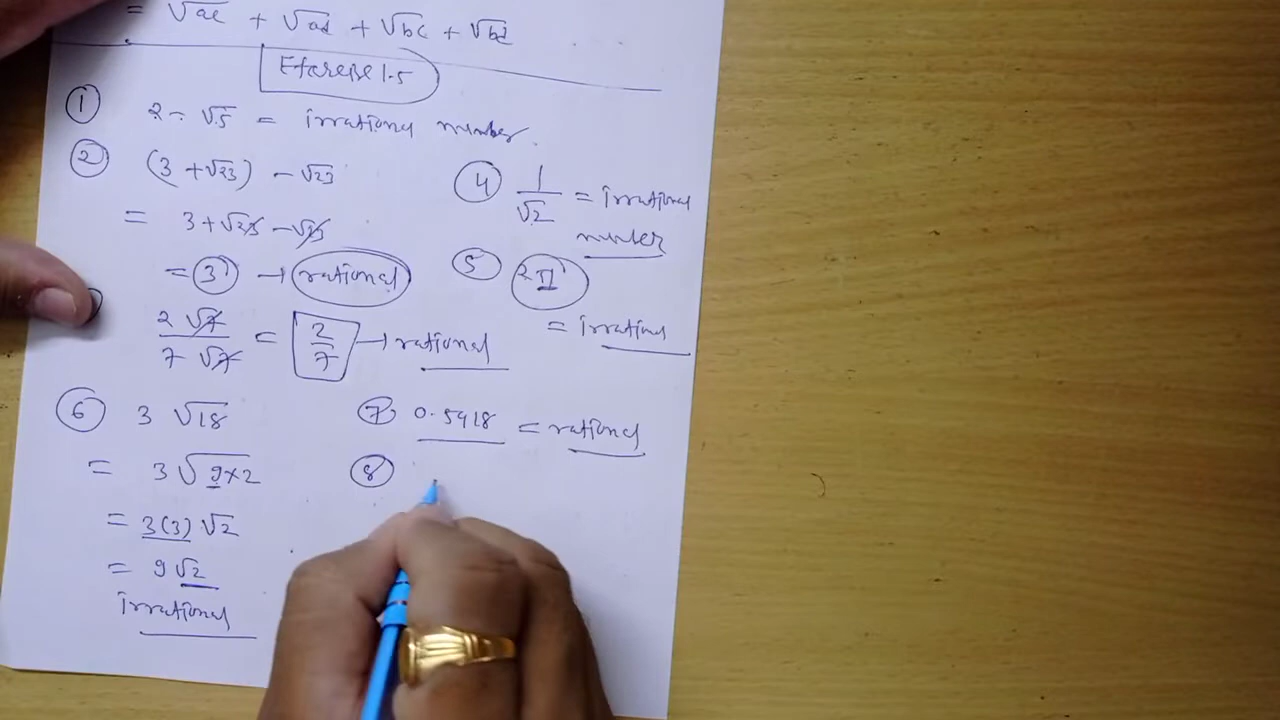 = √ac + √ad + √bc + √bd
Exercise 1.5
① 2 - √5 = irrational number.
② (3 + √23) - √23
= 3 + √23 - √23
= 3 → rational
2√7 / 7√7 = 2/7 → rational
④ 1/√2 = irrational
number
⑤ 2π
= irrational
⑥ 3 √18
= 3 √9×2
= 3(3) √2
= 9 √2
irrational
⑦ 0.5918 = rational
⑧